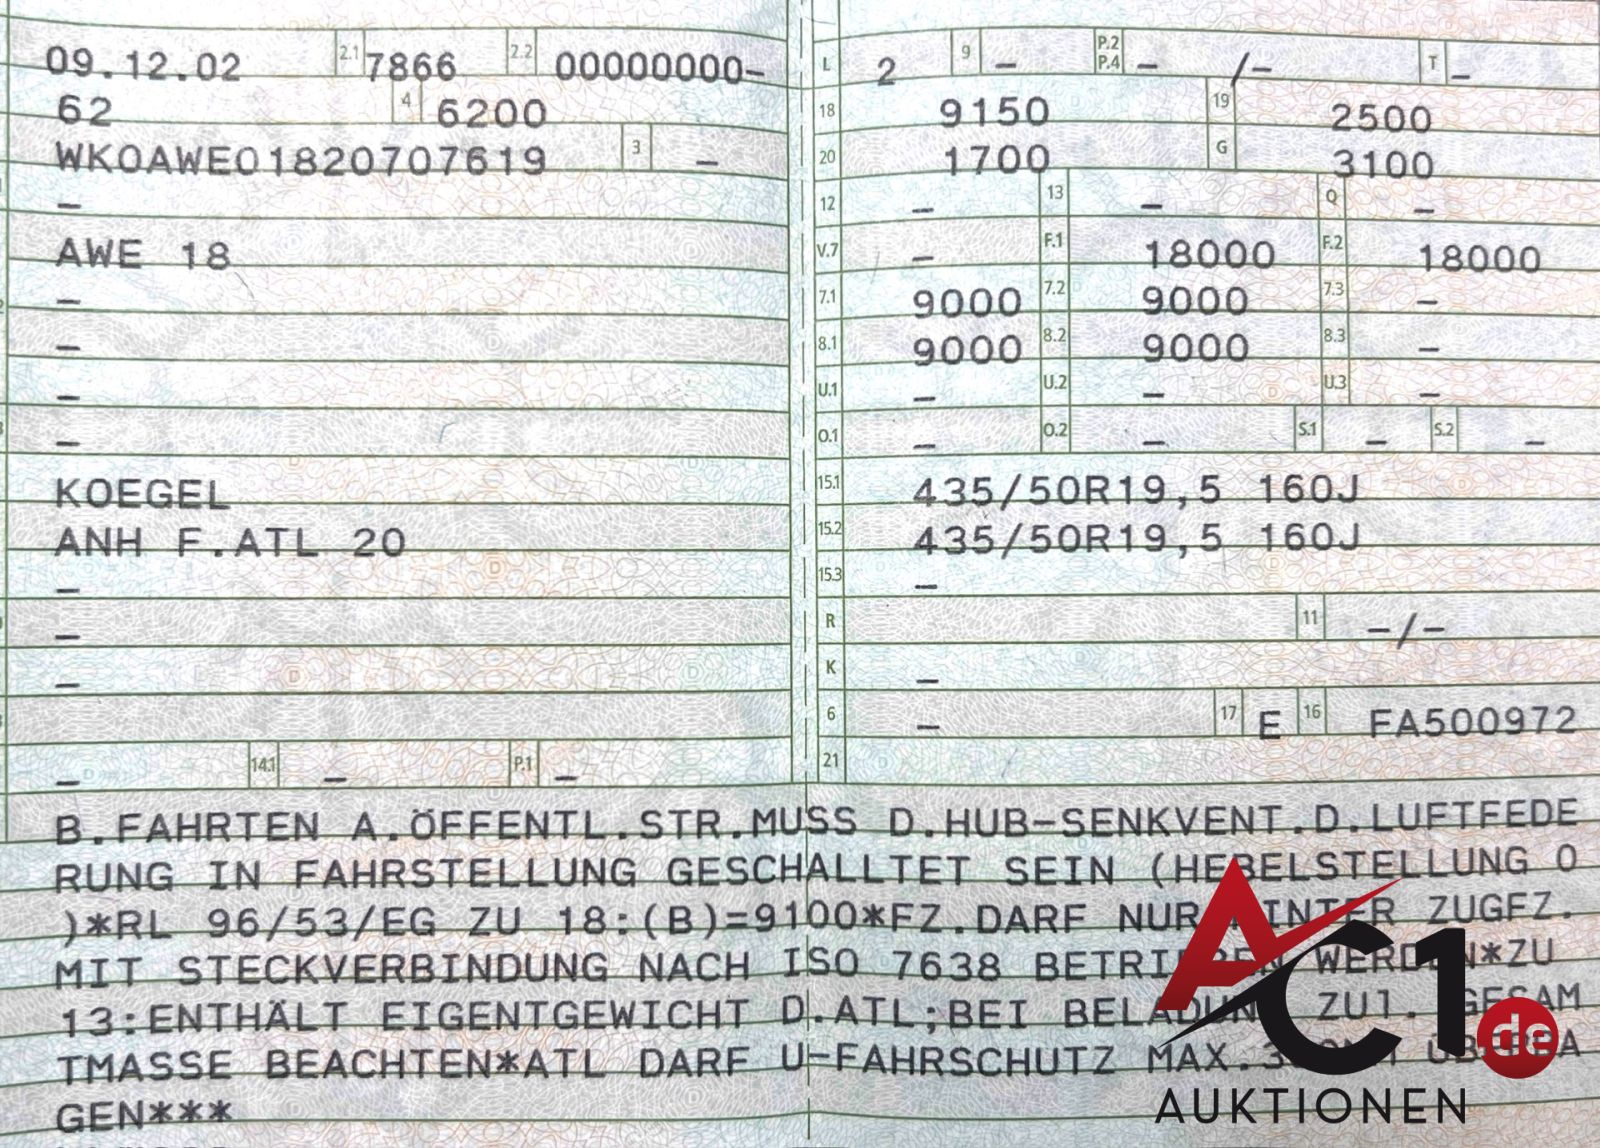 09.12.02 2.1 7866 2.2 00000000- L 2 9 – P.2 P.4 – /– T –
62 4 6200 18 9150 19 2500
WK0AWE01820707619 3 – 20 1700 G 3100
– 12 – 13 – Q –
AWE 18 V.7 – F.1 18000 F.2 18000
– 7.1 9000 7.2 9000 7.3 –
– 8.1 9000 8.2 9000 8.3 –
– U.1 – U.2 – U.3 –
– O.1 – O.2 – S.1 – S.2 –
KOEGEL 15.1 435/50R19,5 160J
ANH F.ATL 20 15.2 435/50R19,5 160J
– 15.3 –
– R 11 –/–
– K –
6 – 17 E 16 FA500972
– 14.1 – P.1 – 21
B.FAHRTEN A.ÖFFENTL.STR.MUSS D.HUB-SENKVENT.D.LUFTFEDE
RUNG IN FAHRSTELLUNG GESCHALLTET SEIN (HEBELSTELLUNG 0
)*RL 96/53/EG ZU 18:(B)=9100*FZ.DARF NUR HINTER ZUGFZ.
MIT STECKVERBINDUNG NACH ISO 7638 BETRIEBEN WERDEN*ZU
13:ENTHÄLT EIGENTGEWICHT D.ATL;BEI BELADUNG ZUl. GESAM
TMASSE BEACHTEN*ATL DARF U-FAHRSCHUTZ MAX.
GEN***
AC1.de
AUKTIONEN